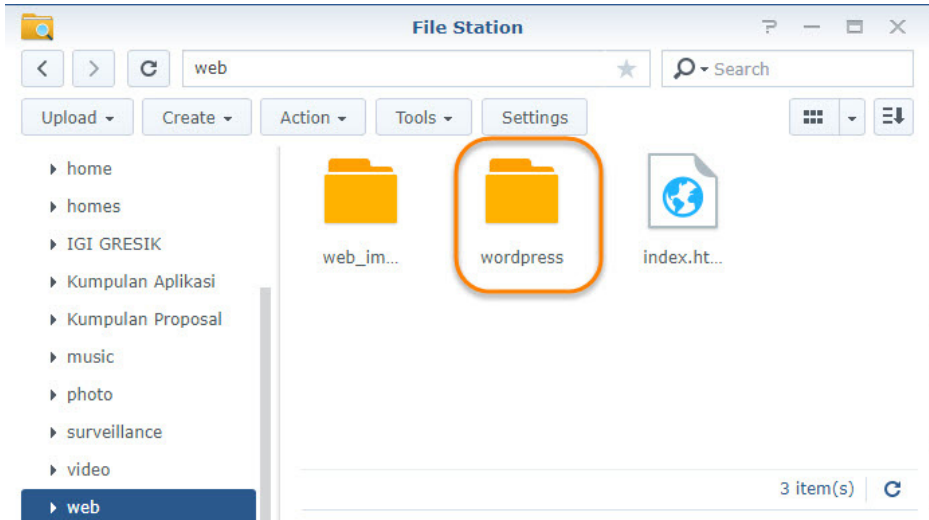 File Station
web
Search
Upload
Create
Action
Tools
Settings
home
homes
IGI GRESIK
Kumpulan Aplikasi
Kumpulan Proposal
music
photo
surveillance
video
web
web_im...
wordpress
index.ht...
3 item(s)